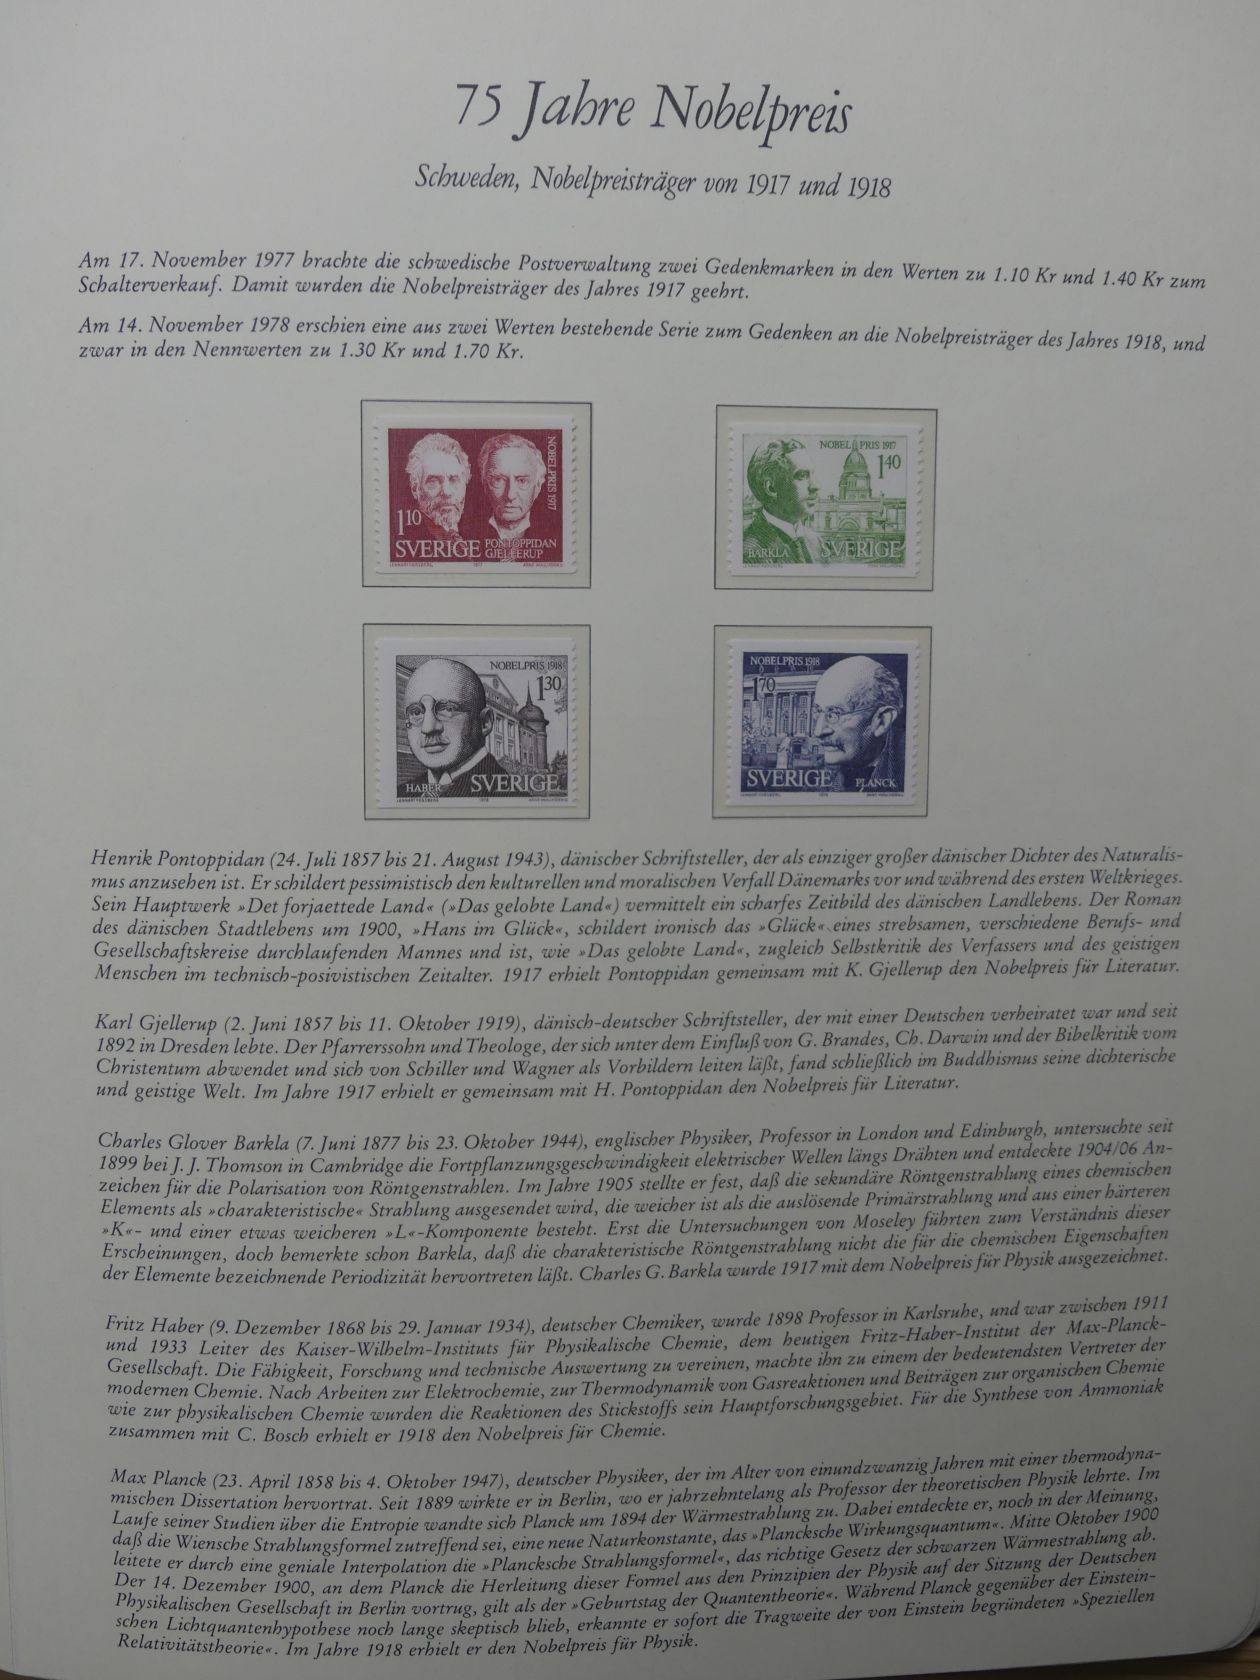 75 Jahre Nobelpreis
Schweden, Nobelpreisträger von 1917 und 1918
Am 17. November 1977 brachte die schwedische Postverwaltung zwei Gedenkmarken in den Werten zu 1.10 Kr und 1.40 Kr zum
Schalterverkauf. Damit wurden die Nobelpreisträger des Jahres 1917 geehrt.
Am 14. November 1978 erschien eine aus zwei Werten bestehende Serie zum Gedenken an die Nobelpreisträger des Jahres 1918, und
zwar in den Nennwerten zu 1.30 Kr und 1.70 Kr.
NOBELPRIS 1917
110
SVERIGE
PONTOPPIDAN
GJELLERUP
LENNART FORSBERG 1977 ARNE WALLHORN SC
NOBELPRIS 1917
140
BARKLA
SVERIGE
NOBELPRIS 1918
130
HABER
SVERIGE
LENNART FORSBERG 1978 ARNE WALLHORN SC
NOBELPRIS 1918
170
SVERIGE
PLANCK
Henrik Pontoppidan (24. Juli 1857 bis 21. August 1943), dänischer Schriftsteller, der als einziger großer dänischer Dichter des Naturalis-
mus anzusehen ist. Er schildert pessimistisch den kulturellen und moralischen Verfall Dänemarks vor und während des ersten Weltkrieges.
Sein Hauptwerk »Det forjaettede Land« (»Das gelobte Land«) vermittelt ein scharfes Zeitbild des dänischen Landlebens. Der Roman
des dänischen Stadtlebens um 1900, »Hans im Glück«, schildert ironisch das »Glück« eines strebsamen, verschiedene Berufs- und
Gesellschaftskreise durchlaufenden Mannes und ist, wie »Das gelobte Land«, zugleich Selbstkritik des Verfassers und des geistigen
Menschen im technisch-posivistischen Zeitalter. 1917 erhielt Pontoppidan gemeinsam mit K. Gjellerup den Nobelpreis für Literatur.
Karl Gjellerup (2. Juni 1857 bis 11. Oktober 1919), dänisch-deutscher Schriftsteller, der mit einer Deutschen verheiratet war und seit
1892 in Dresden lebte. Der Pfarrerssohn und Theologe, der sich unter dem Einfluß von G. Brandes, Ch. Darwin und der Bibelkritik vom
Christentum abwendet und sich von Schiller und Wagner als Vorbildern leiten läßt, fand schließlich im Buddhismus seine dichterische
und geistige Welt. Im Jahre 1917 erhielt er gemeinsam mit H. Pontoppidan den Nobelpreis für Literatur.
Charles Glover Barkla (7. Juni 1877 bis 23. Oktober 1944), englischer Physiker, Professor in London und Edinburgh, untersuchte seit
1899 bei J. J. Thomson in Cambridge die Fortpflanzungsgeschwindigkeit elektrischer Wellen längs Drähten und entdeckte 1904/06 An-
zeichen für die Polarisation von Röntgenstrahlen. Im Jahre 1905 stellte er fest, daß die sekundäre Röntgenstrahlung eines chemischen
Elements als »charakteristische« Strahlung ausgesendet wird, die weicher ist als die auslösende Primärstrahlung und aus einer härteren
»K«- und einer etwas weicheren »L«-Komponente besteht. Erst die Untersuchungen von Moseley führten zum Verständnis dieser
Erscheinungen, doch bemerkte schon Barkla, daß die charakteristische Röntgenstrahlung nicht die für die chemischen Eigenschaften
der Elemente bezeichnende Periodizität hervortreten läßt. Charles G. Barkla wurde 1917 mit dem Nobelpreis für Physik ausgezeichnet.
Fritz Haber (9. Dezember 1868 bis 29. Januar 1934), deutscher Chemiker, wurde 1898 Professor in Karlsruhe, und war zwischen 1911
und 1933 Leiter des Kaiser-Wilhelm-Instituts für Physikalische Chemie, dem heutigen Fritz-Haber-Institut der Max-Planck-
Gesellschaft. Die Fähigkeit, Forschung und technische Auswertung zu vereinen, machte ihn zu einem der bedeutendsten Vertreter der
modernen Chemie. Nach Arbeiten zur Elektrochemie, zur Thermodynamik von Gasreaktionen und Beiträgen zur organischen Chemie
wie zur physikalischen Chemie wurden die Reaktionen des Stickstoffs sein Hauptforschungsgebiet. Für die Synthese von Ammoniak
zusammen mit C. Bosch erhielt er 1918 den Nobelpreis für Chemie.
Max Planck (23. April 1858 bis 4. Oktober 1947), deutscher Physiker, der im Alter von einundzwanzig Jahren mit einer thermodyna-
mischen Dissertation hervortrat. Seit 1889 wirkte er in Berlin, wo er jahrzehntelang als Professor der theoretischen Physik lehrte. Im
Laufe seiner Studien über die Entropie wandte sich Planck um 1894 der Wärmestrahlung zu. Dabei entdeckte er, noch in der Meinung,
daß die Wiensche Strahlungsformel zutreffend sei, eine neue Naturkonstante, das »Plancksche Wirkungsquantum«. Mitte Oktober 1900
leitete er durch eine geniale Interpolation die »Plancksche Strahlungsformel«, das richtige Gesetz der schwarzen Wärmestrahlung ab.
Der 14. Dezember 1900, an dem Planck die Herleitung dieser Formel aus den Prinzipien der Physik auf der Sitzung der Deutschen
Physikalischen Gesellschaft in Berlin vortrug, gilt als der »Geburtstag der Quantentheorie«. Während Planck gegenüber der Einstein-
schen Lichtquantenhypothese noch lange skeptisch blieb, erkannte er sofort die Tragweite der von Einstein begründeten »Speziellen
Relativitätstheorie«. Im Jahre 1918 erhielt er den Nobelpreis für Physik.